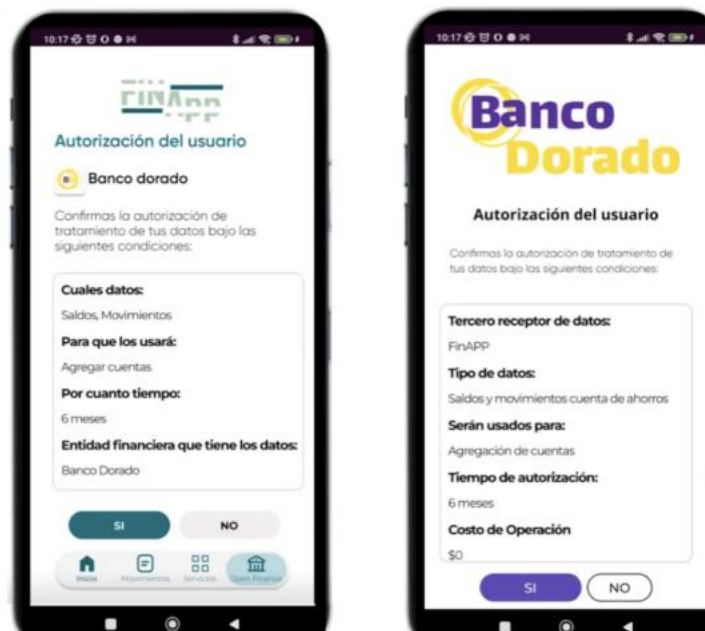 10:17
FINApp
Autorización del usuario
Banco dorado
Confirmas la autorización de
tratamiento de tus datos bajo las
siguientes condiciones:
Cuales datos:
Saldos, Movimientos
Para que los usará:
Agregar cuentas
Por cuanto tiempo:
6 meses
Entidad financiera que tiene los datos:
Banco Dorado
SI
NO
Inicio
Movimientos
Servicios
Open Finance
10:17
Banco
Dorado
Autorización del usuario
Confirmas la autorización de tratamiento de
tus datos bajo las siguientes condiciones:
Tercero receptor de datos:
FinAPP
Tipo de datos:
Saldos y movimientos cuenta de ahorros
Serán usados para:
Agregación de cuentas
Tiempo de autorización:
6 meses
Costo de Operación
$0
SI
NO